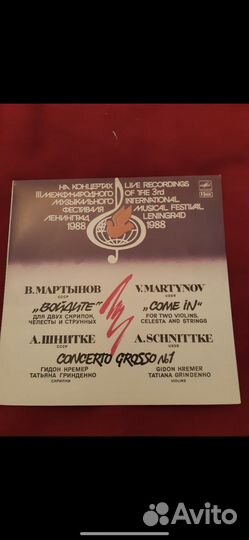 НА КОНЦЕРТАХ
III МЕЖДУНАРОДНОГО
МУЗЫКАЛЬНОГО
ФЕСТИВАЛЯ
ЛЕНИНГРАД
1988
LIVE RECORDINGS
OF THE 3rd
INTERNATIONAL
MUSICAL FESTIVAL
LENINGRAD
1988
В. МАРТЫНОВ
СССР
„ВОЙДИТЕ“
ДЛЯ ДВУХ СКРИПОК,
ЧЕЛЕСТЫ И СТРУННЫХ
V. MARTYNOV
USSR
„COME IN“
FOR TWO VIOLINS,
CELESTA AND STRINGS
А. ШНИТКЕ
СССР
A. SCHNITTKE
USSR
CONCERTO GROSSO №1
ГИДОН КРЕМЕР
ТАТЬЯНА ГРИНДЕНКО
СКРИПКИ
GIDON KREMER
TATIANA GRINDENKO
VIOLINS
Avito